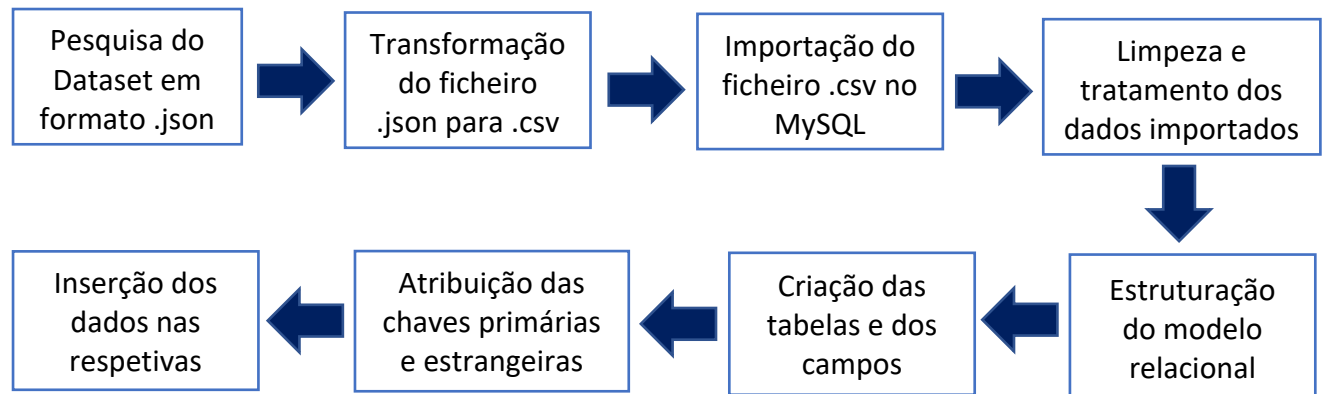 Pesquisa do
Dataset em
formato .json
Transformação
do ficheiro
.json para .csv
Importação do
ficheiro .csv no
MySQL
Limpeza e
tratamento dos
dados importados
Estruturação
do modelo
relacional
Criação das
tabelas e dos
campos
Atribuição das
chaves primárias
e estrangeiras
Inserção dos
dados nas
respetivas